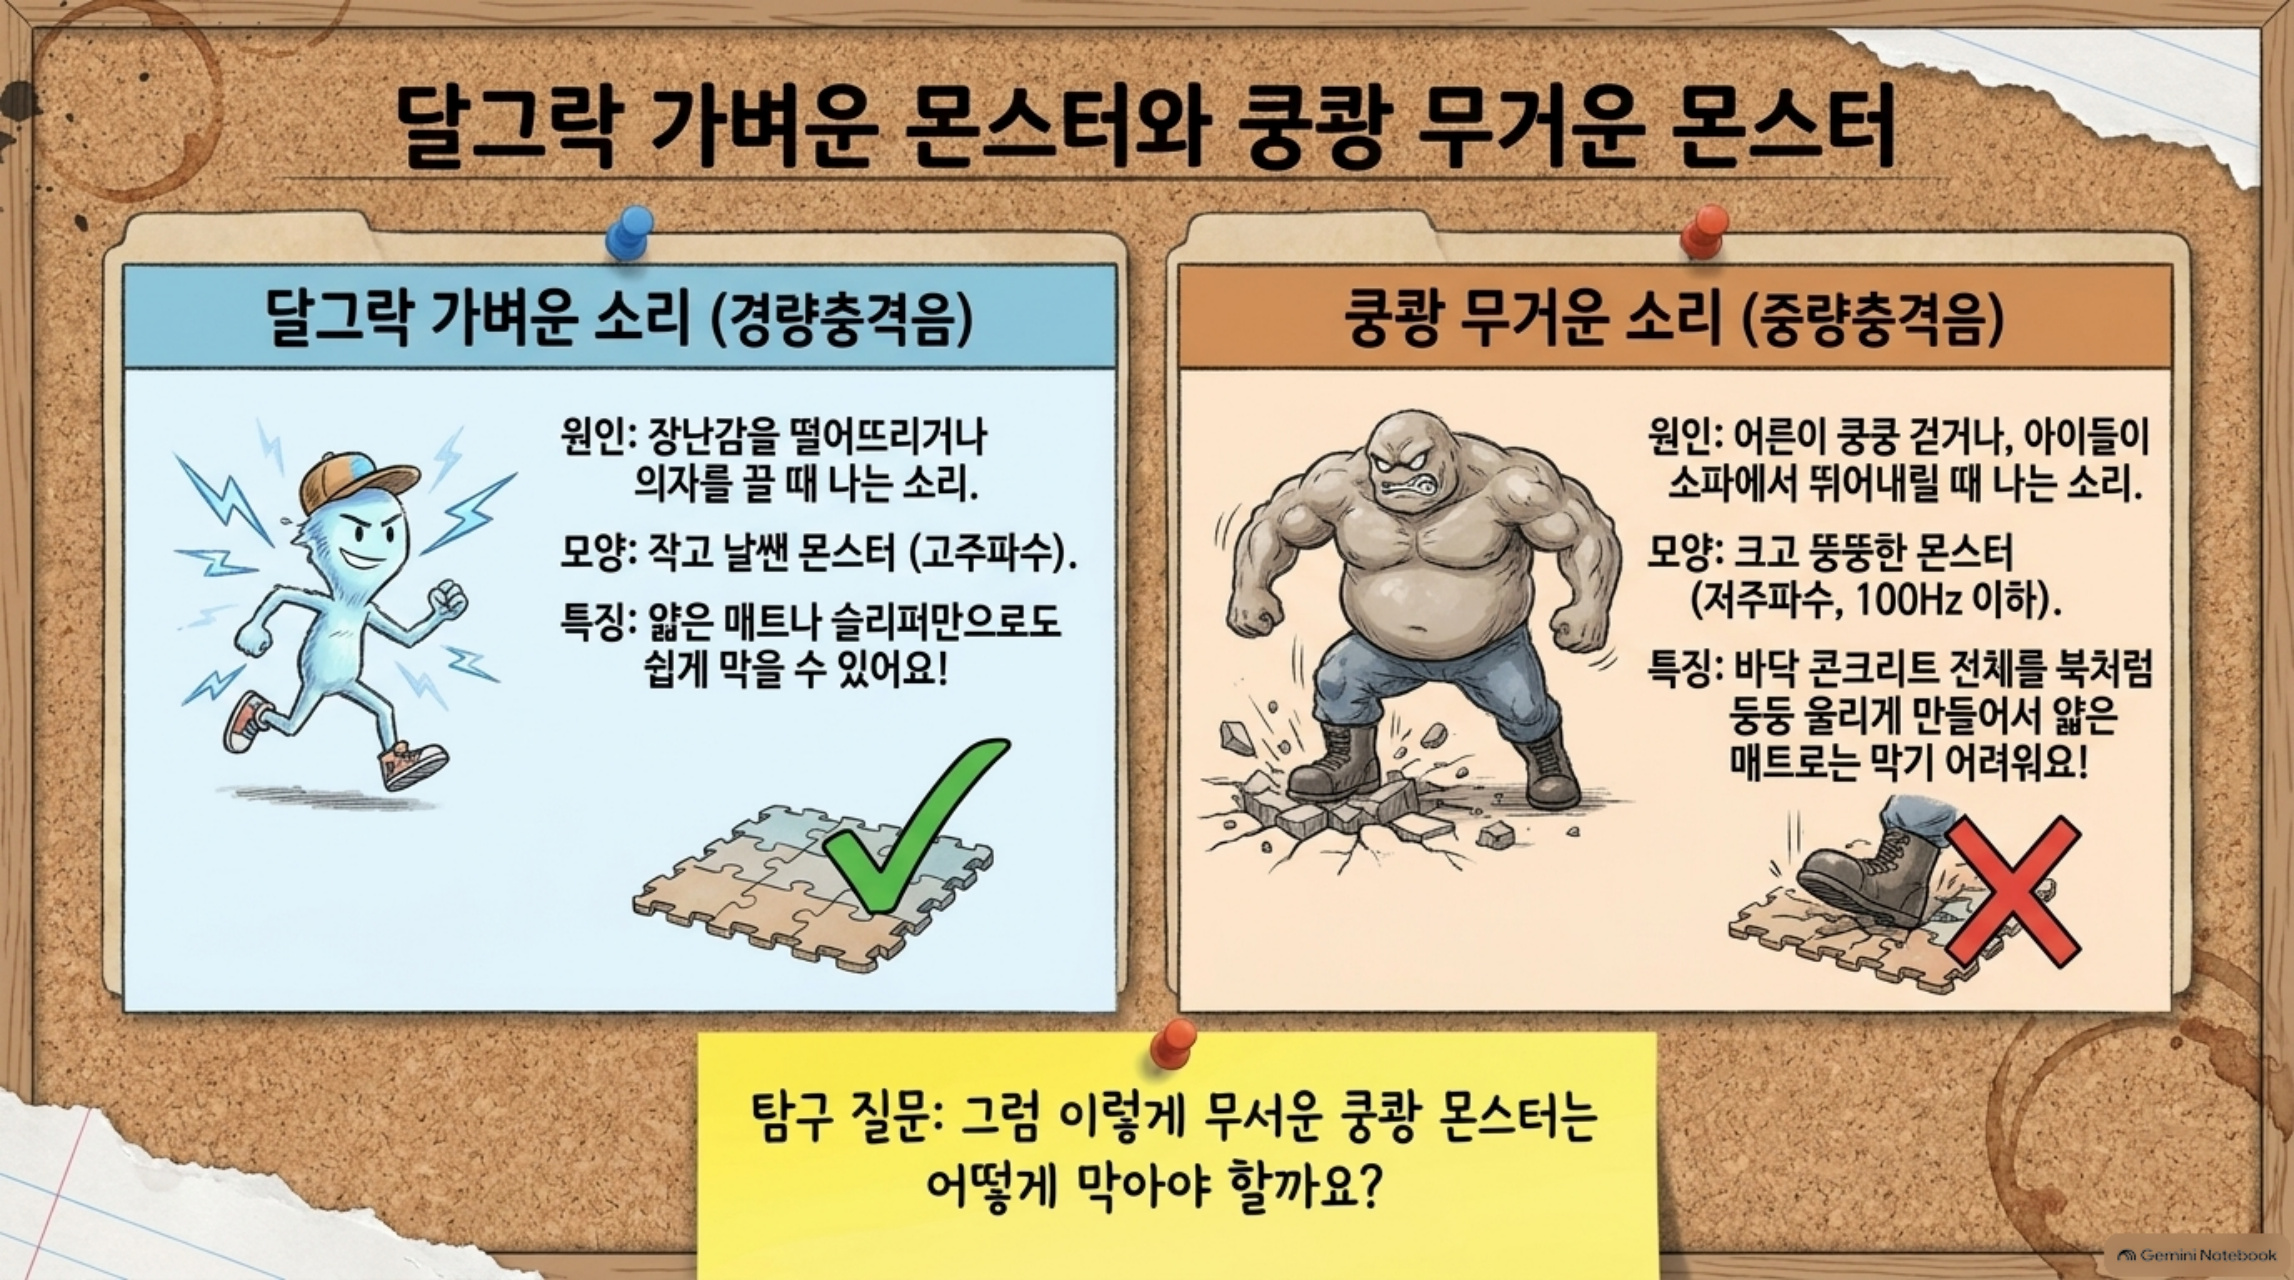 달그락 가벼운 몬스터와 쿵쾅 무거운 몬스터
달그락 가벼운 소리 (경량충격음)
원인: 장난감을 떨어뜨리거나
의자를 끌 때 나는 소리.
모양: 작고 날쌘 몬스터 (고주파수).
특징: 얇은 매트나 슬리퍼만으로도
쉽게 막을 수 있어요!
쿵쾅 무거운 소리 (중량충격음)
원인: 어른이 쿵쿵 걷거나, 아이들이
소파에서 뛰어내릴 때 나는 소리.
모양: 크고 뚱뚱한 몬스터
(저주파수, 100Hz 이하).
특징: 바닥 콘크리트 전체를 북처럼
둥둥 울리게 만들어서 얇은
매트로는 막기 어려워요!
탐구 질문: 그럼 이렇게 무서운 쿵쾅 몬스터는
어떻게 막아야 할까요?
Gemini Notebook